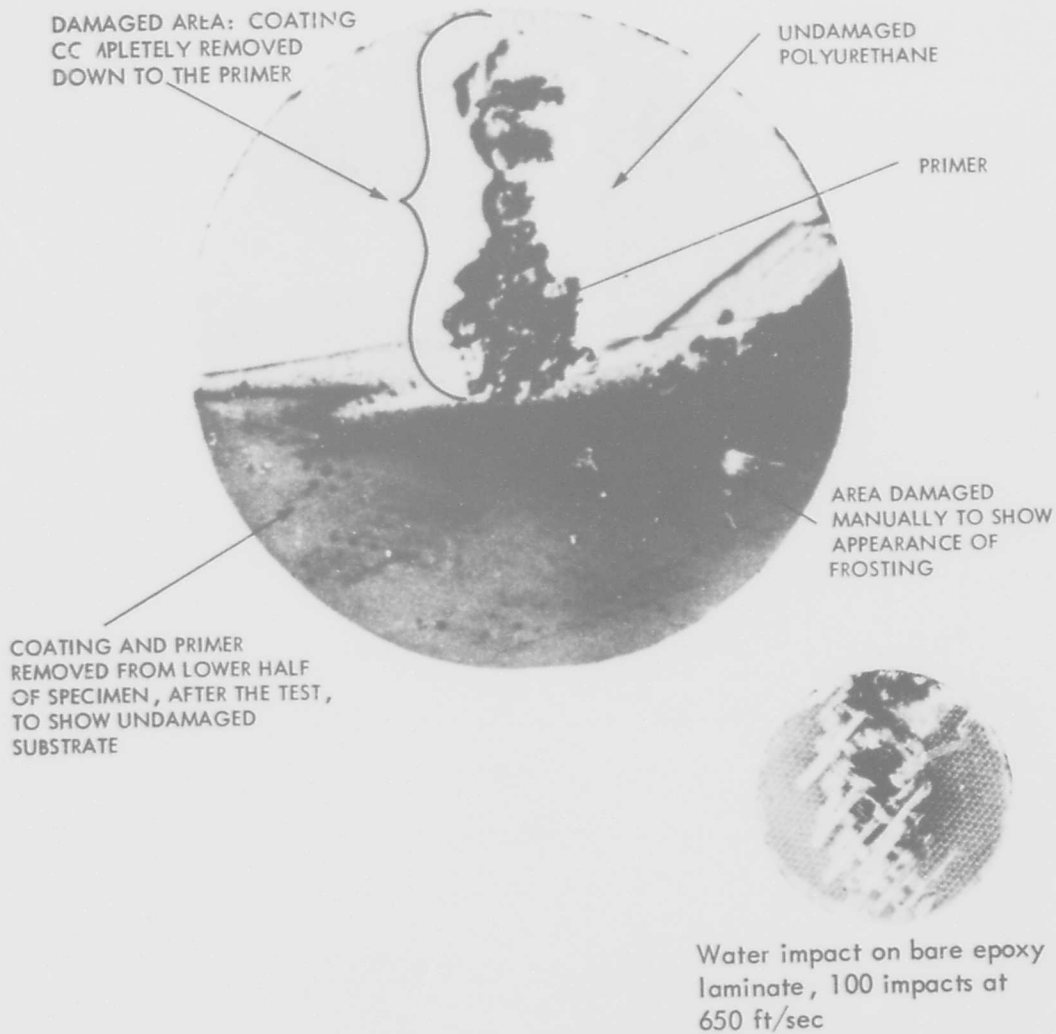 DAMAGED AREA: COATING
CC MPLETELY REMOVED
DOWN TO THE PRIMER
UNDAMAGED
POLYURETHANE
PRIMER
AREA DAMAGED
MANUALLY TO SHOW
APPEARANCE OF
FROSTING
COATING AND PRIMER
REMOVED FROM LOWER HALF
OF SPECIMEN, AFTER THE TEST,
TO SHOW UNDAMAGED
SUBSTRATE
Water impact on bare epoxy
laminate, 100 impacts at
650 ft/sec